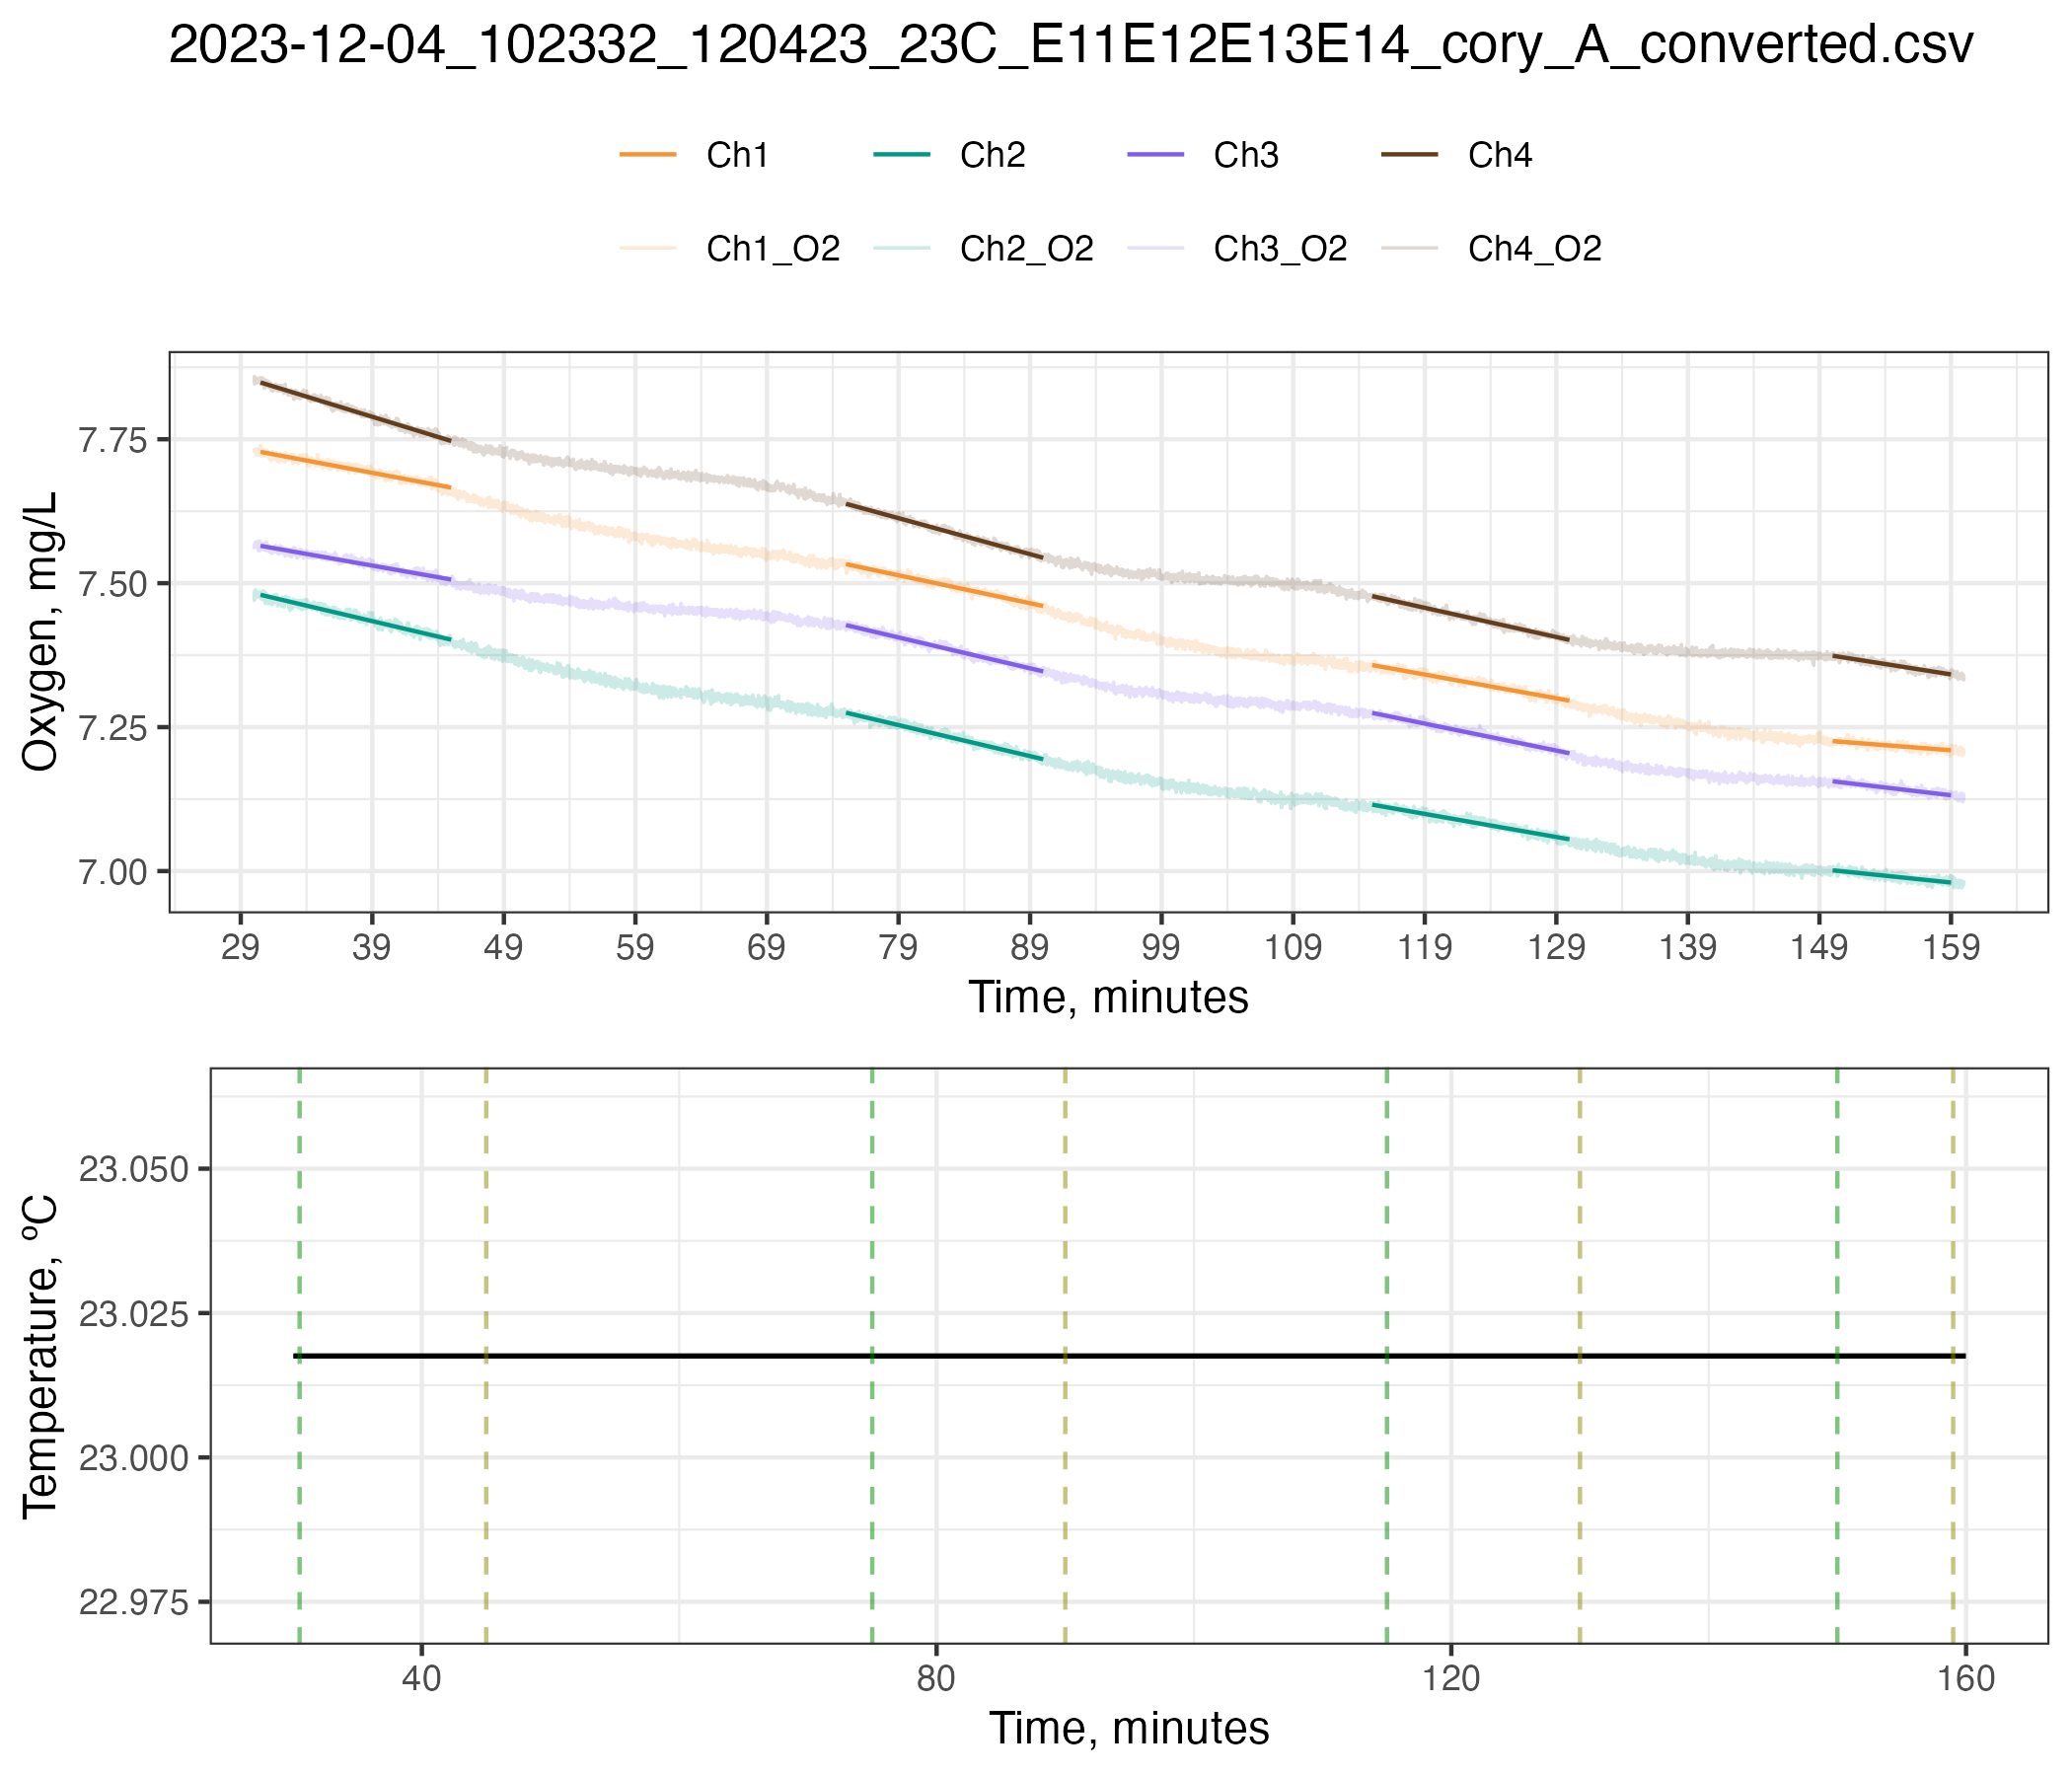 2023-12-04_102332_120423_23C_E11E12E13E14_cory_A_converted.csv
Ch1 Ch2 Ch3 Ch4
Ch1_O2 Ch2_O2 Ch3_O2 Ch4_O2
Oxygen, mg/L
7.75
7.50
7.25
7.00
29 39 49 59 69 79 89 99 109 119 129 139 149 159
Time, minutes
Temperature, ºC
23.050
23.025
23.000
22.975
40 80 120 160
Time, minutes